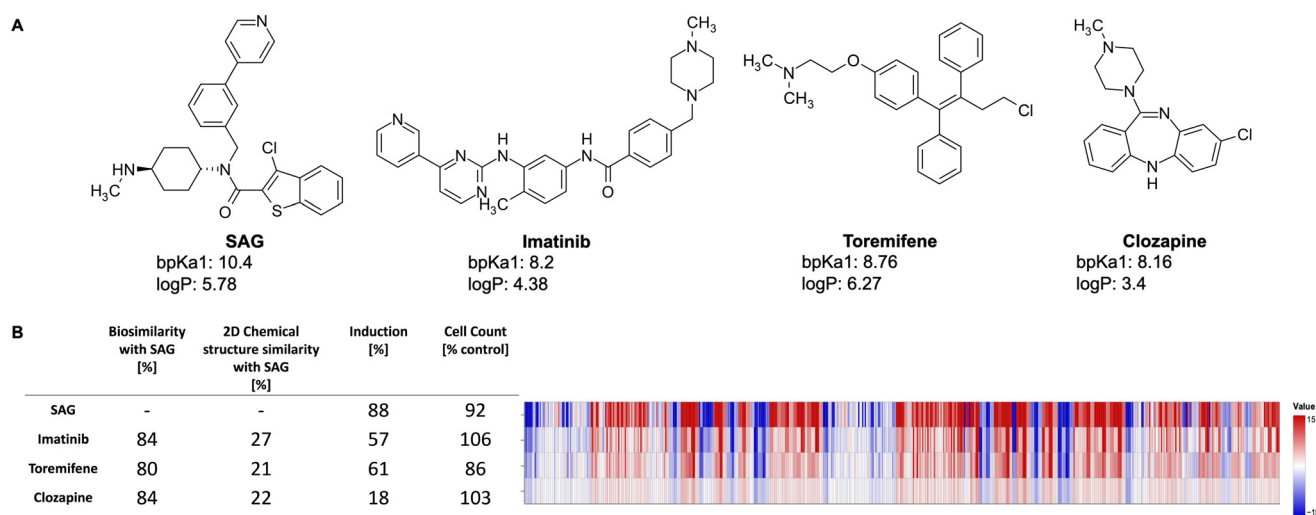 A
N
N
HN
H3C
O
Cl
S
SAG
bpKa1: 10.4
logP: 5.78
N
N
N
H
N
H3C
H
N
O
N
N
CH3
Imatinib
bpKa1: 8.2
logP: 4.38
H3C
N
CH3
O
Cl
Toremifene
bpKa1: 8.76
logP: 6.27
H3C
N
N
N
Cl
N
H
Clozapine
bpKa1: 8.16
logP: 3.4
B
Biosimilarity
with SAG
[%]
2D Chemical
structure similarity
with SAG
[%]
Induction
[%]
Cell Count
[% control]
SAG - - 88 92
Imatinib 84 27 57 106
Toremifene 80 21 61 86
Clozapine 84 22 18 103
Value
15